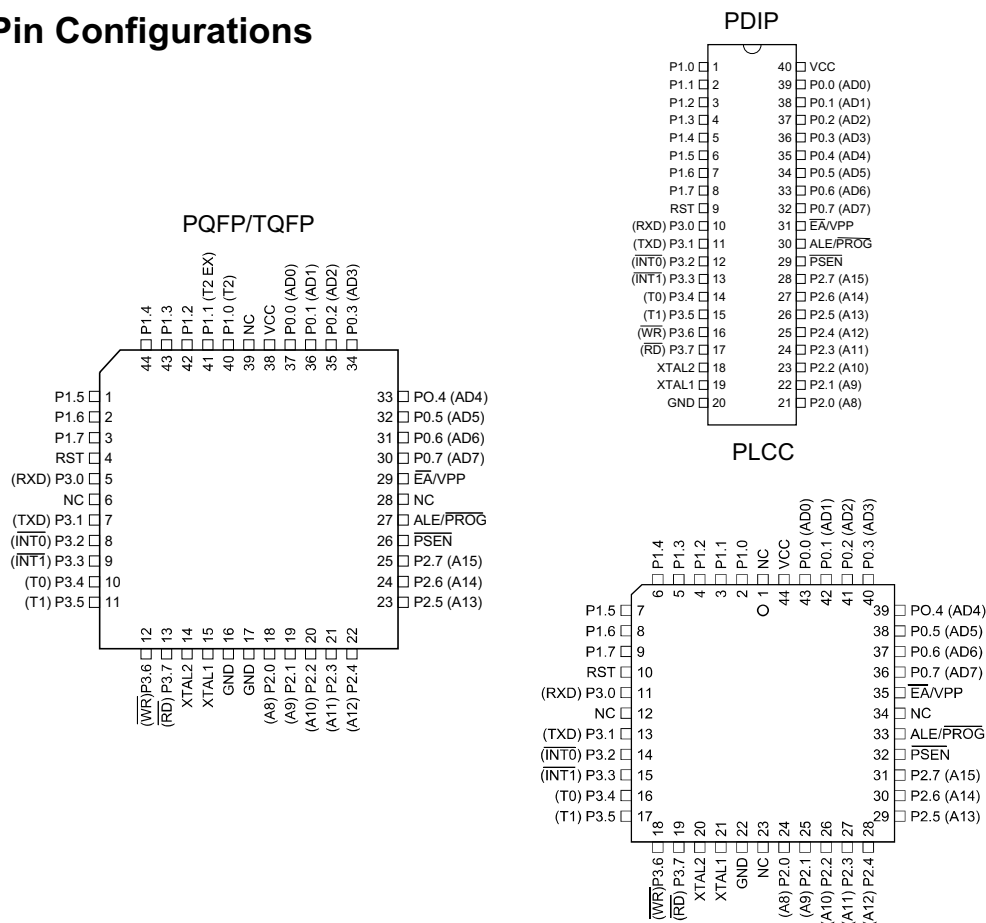 Pin Configurations
PDIP
P1.0 1 40 VCC
P1.1 2 39 P0.0 (AD0)
P1.2 3 38 P0.1 (AD1)
P1.3 4 37 P0.2 (AD2)
P1.4 5 36 P0.3 (AD3)
P1.5 6 35 P0.4 (AD4)
P1.6 7 34 P0.5 (AD5)
P1.7 8 33 P0.6 (AD6)
RST 9 32 P0.7 (AD7)
(RXD) P3.0 10 31 EA/VPP
(TXD) P3.1 11 30 ALE/PROG
(INT0) P3.2 12 29 PSEN
(INT1) P3.3 13 28 P2.7 (A15)
(T0) P3.4 14 27 P2.6 (A14)
(T1) P3.5 15 26 P2.5 (A13)
(WR) P3.6 16 25 P2.4 (A12)
(RD) P3.7 17 24 P2.3 (A11)
XTAL2 18 23 P2.2 (A10)
XTAL1 19 22 P2.1 (A9)
GND 20 21 P2.0 (A8)
PQFP/TQFP
44 P1.4
43 P1.3
42 P1.2
41 P1.1 (T2 EX)
40 P1.0 (T2)
39 NC
38 VCC
37 P0.0 (AD0)
36 P0.1 (AD1)
35 P0.2 (AD2)
34 P0.3 (AD3)
P1.5 1 33 PO.4 (AD4)
P1.6 2 32 P0.5 (AD5)
P1.7 3 31 P0.6 (AD6)
RST 4 30 P0.7 (AD7)
(RXD) P3.0 5 29 EA/VPP
NC 6 28 NC
(TXD) P3.1 7 27 ALE/PROG
(INT0) P3.2 8 26 PSEN
(INT1) P3.3 9 25 P2.7 (A15)
(T0) P3.4 10 24 P2.6 (A14)
(T1) P3.5 11 23 P2.5 (A13)
(WR)P3.6 12
(RD) P3.7 13
XTAL2 14
XTAL1 15
GND 16
GND 17
(A8) P2.0 18
(A9) P2.1 19
(A10) P2.2 20
(A11) P2.3 21
(A12) P2.4 22
PLCC
6 P1.4
5 P1.3
4 P1.2
3 P1.1
2 P1.0
1 NC
44 VCC
43 P0.0 (AD0)
42 P0.1 (AD1)
41 P0.2 (AD2)
40 P0.3 (AD3)
P1.5 7 39 PO.4 (AD4)
P1.6 8 38 P0.5 (AD5)
P1.7 9 37 P0.6 (AD6)
RST 10 36 P0.7 (AD7)
(RXD) P3.0 11 35 EA/VPP
NC 12 34 NC
(TXD) P3.1 13 33 ALE/PROG
(INT0) P3.2 14 32 PSEN
(INT1) P3.3 15 31 P2.7 (A15)
(T0) P3.4 16 30 P2.6 (A14)
(T1) P3.5 17 29 P2.5 (A13)
(WR)P3.6 18
(RD) P3.7 19
XTAL2 20
XTAL1 21
GND 22
NC 23
(A8) P2.0 24
(A9) P2.1 25
(A10) P2.2 26
(A11) P2.3 27
(A12) P2.4 28